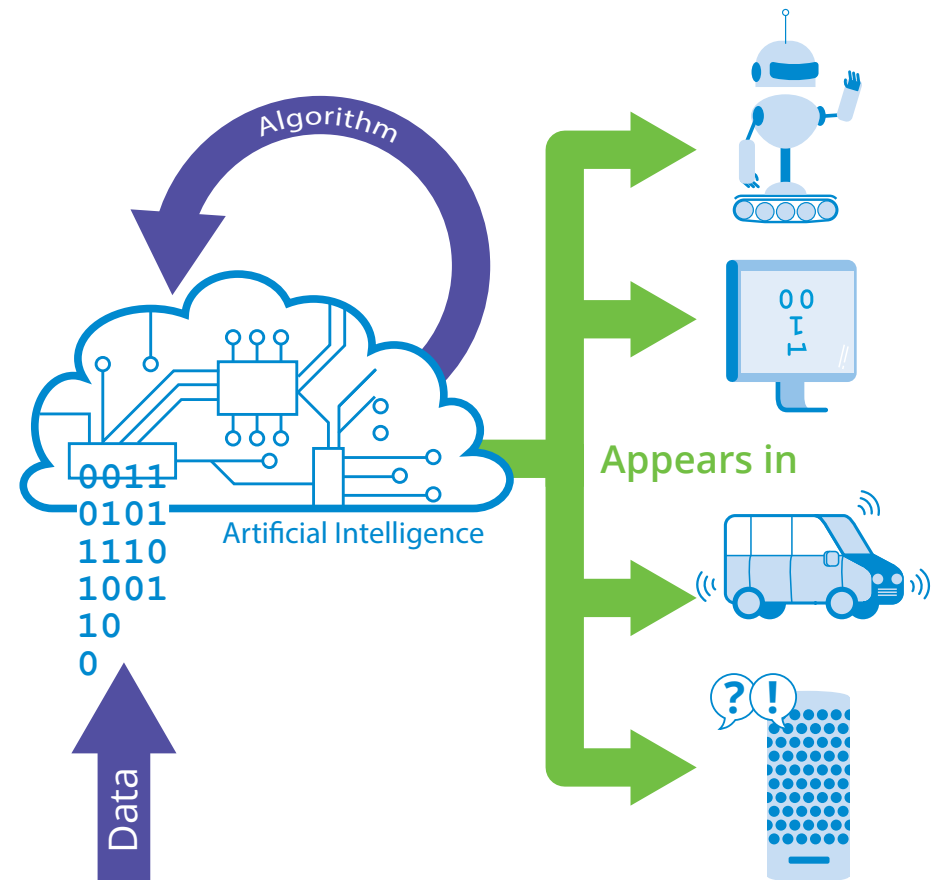 Algorithm
0011
0101
1110
1001
10
0
Artificial Intelligence
Data
Appears in
00
1
1
?
!